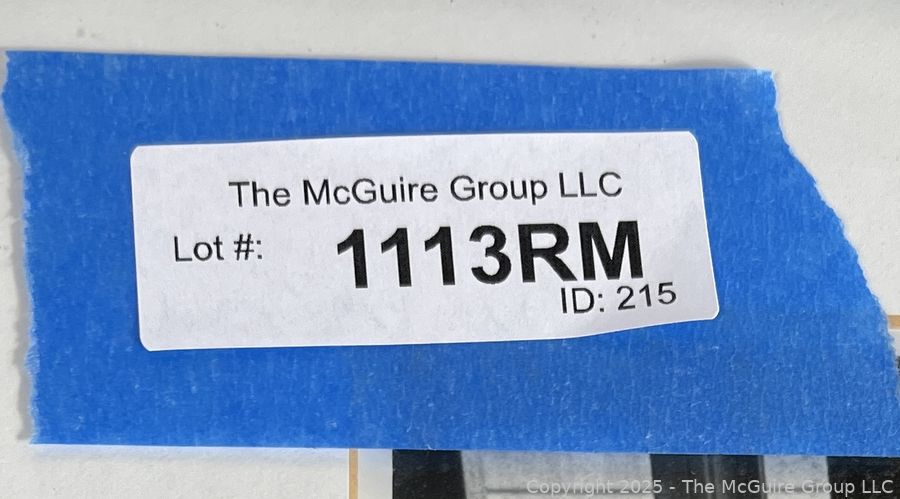 The McGuire Group LLC
Lot #: 1113RM
ID: 215
Copyright 2025 - The McGuire Group LLC